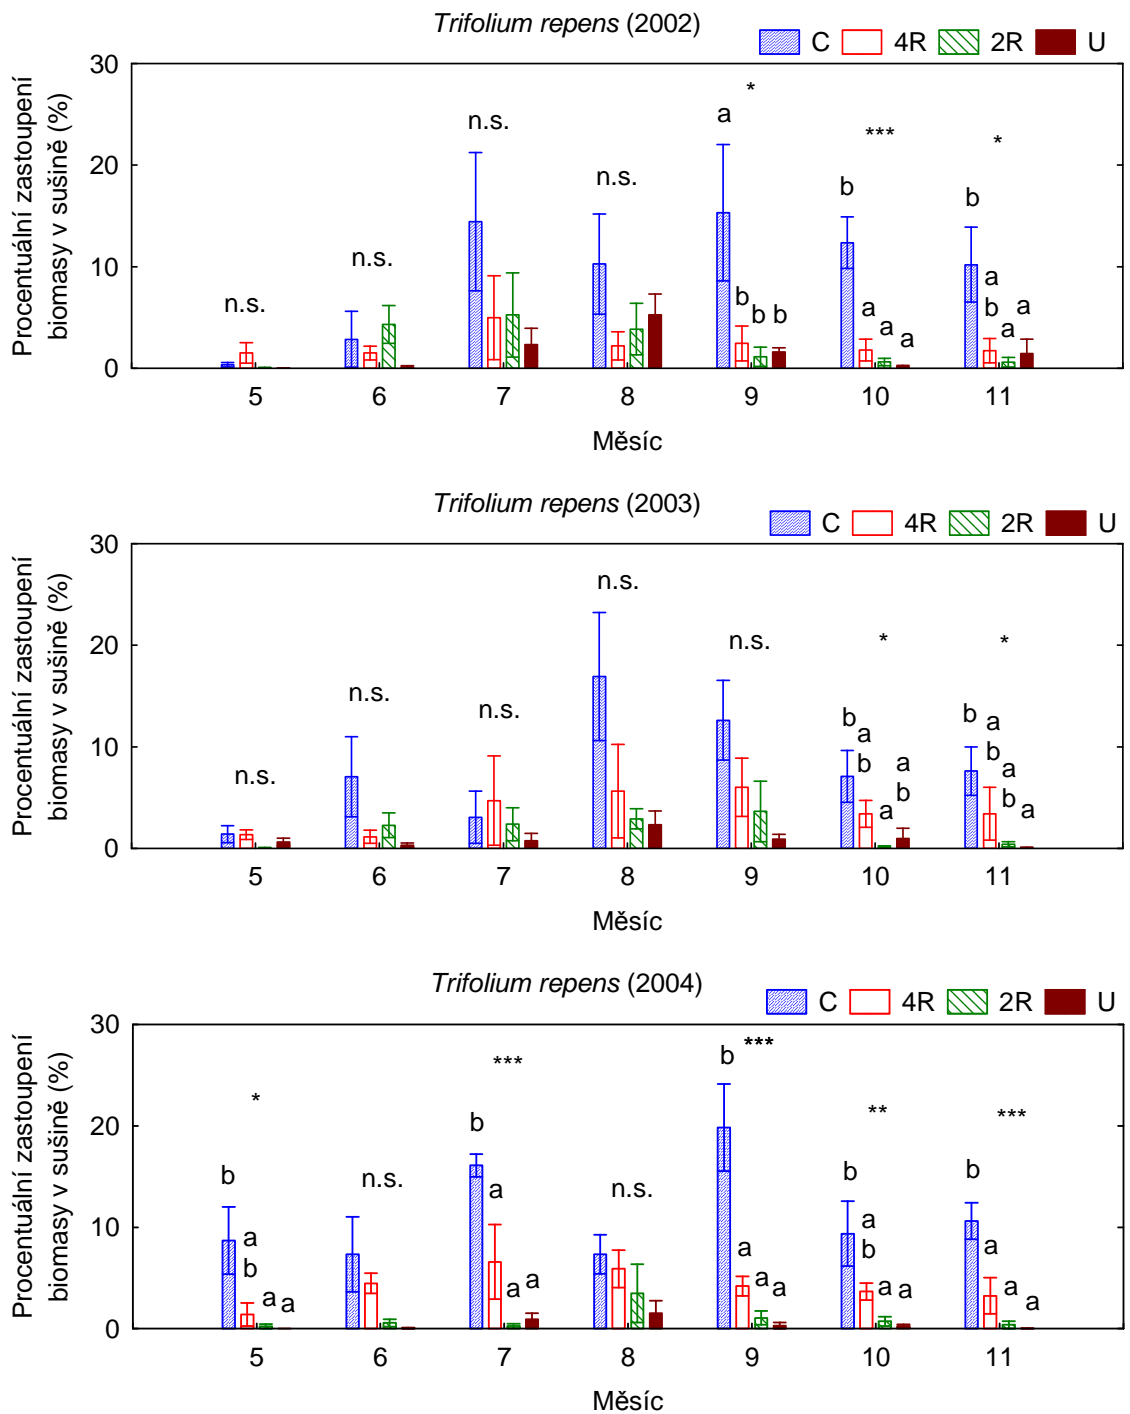 Trifolium repens (2002)
C 4R 2R U
Procentuální zastoupení
biomasy v sušině (%)
30
20
10
0
n.s. n.s. n.s. n.s. * *** *
a b b
b b b
a a a
a b a a
5 6 7 8 9 10 11
Měsíc
Trifolium repens (2003)
C 4R 2R U
Procentuální zastoupení
biomasy v sušině (%)
30
20
10
0
n.s. n.s. n.s. n.s. n.s. * *
b a b a a b
b a b a b a
5 6 7 8 9 10 11
Měsíc
Trifolium repens (2004)
C 4R 2R U
Procentuální zastoupení
biomasy v sušině (%)
30
20
10
0
* n.s. *** n.s. *** ** ***
b a b a a
b a a a
b a a a
b a b a a
b a a a
5 6 7 8 9 10 11
Měsíc